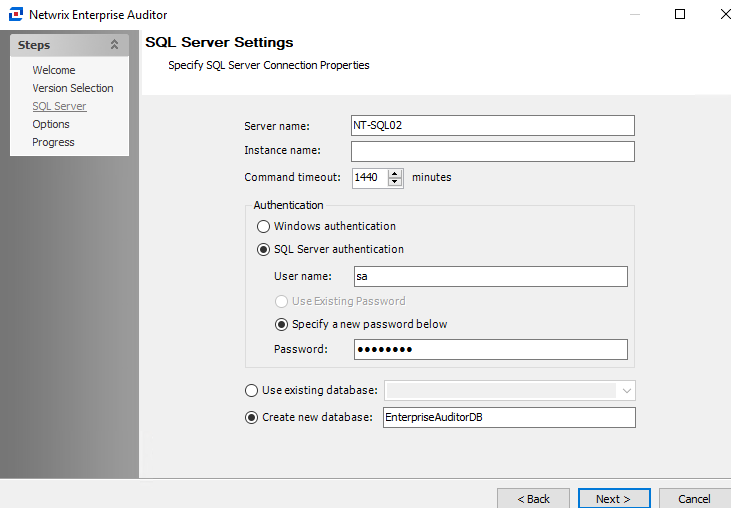 Netwrix Enterprise Auditor
Steps
Welcome
Version Selection
SQL Server
Options
Progress
SQL Server Settings
Specify SQL Server Connection Properties
Server name: NT-SQL02
Instance name:
Command timeout: 1440 minutes
Authentication
Windows authentication
SQL Server authentication
User name: sa
Use Existing Password
Specify a new password below
Password: ●●●●●●●●
Use existing database:
Create new database: EnterpriseAuditorDB
< Back Next > Cancel